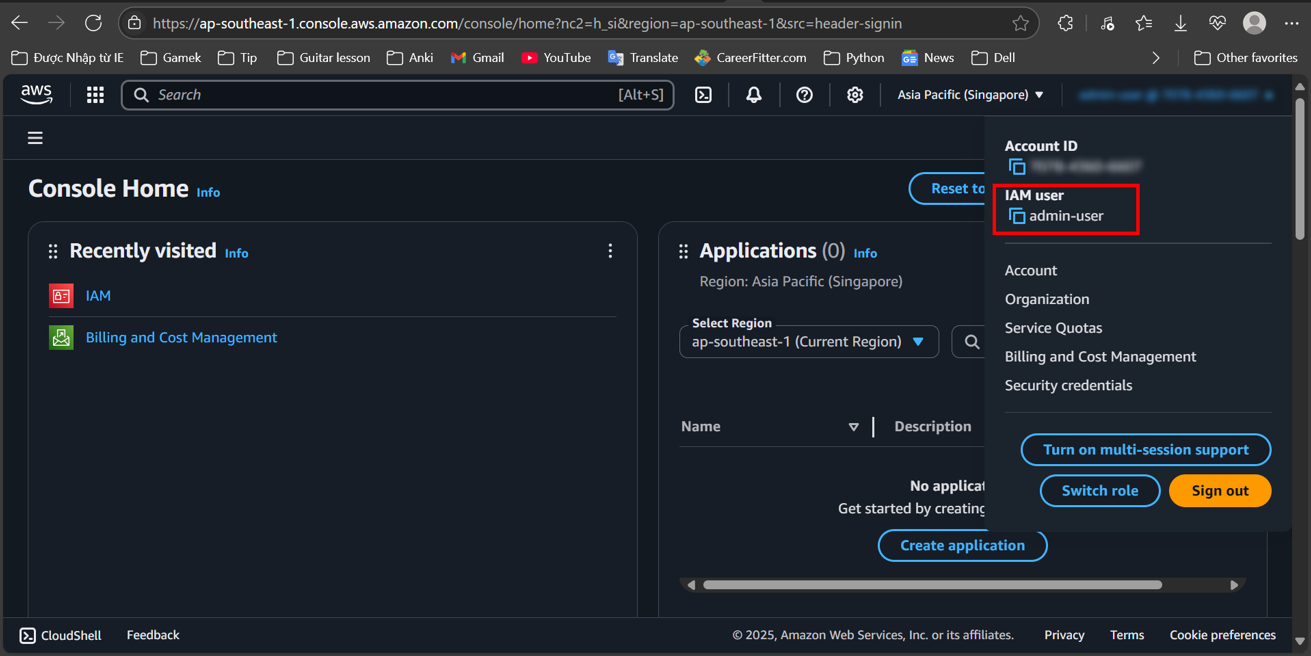 https://ap-southeast-1.console.aws.amazon.com/console/home?nc2=h_si&region=ap-southeast-1&src=header-signin
Được Nhập từ IE Gamek Tip Guitar lesson Anki Gmail YouTube Translate CareerFitter.com Python News Dell Other favorites
aws Search [Alt+S] Asia Pacific (Singapore)
Account ID
IAM user
admin-user
Account
Organization
Service Quotas
Billing and Cost Management
Security credentials
Turn on multi-session support
Switch role Sign out
Console Home Info
Reset to
Recently visited Info
IAM
Billing and Cost Management
Applications (0) Info
Region: Asia Pacific (Singapore)
Select Region
ap-southeast-1 (Current Region)
Name Description
No applicat
Get started by creating
Create application
CloudShell Feedback © 2025, Amazon Web Services, Inc. or its affiliates. Privacy Terms Cookie preferences